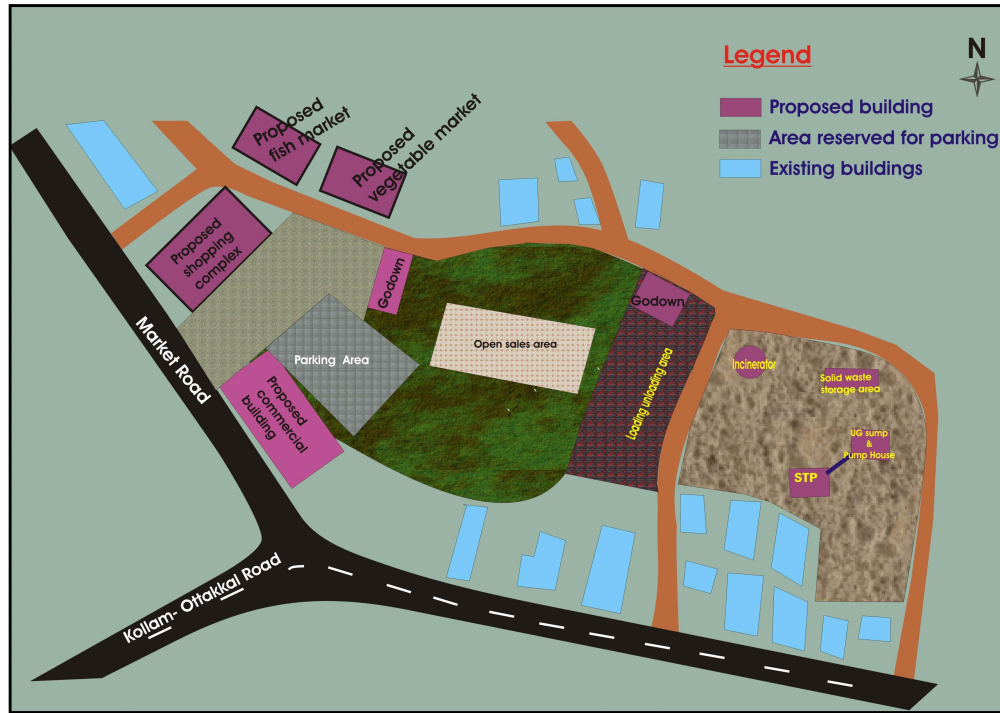 Legend
N
Proposed building
Area reserved for parking
Existing buildings
Proposed
fish market
Proposed
vegetable market
Proposed
shopping
complex
Godown
Godown
Market Road
Parking Area
Open sales area
Loading unloading area
Incinerator
Solid waste
storage area
Proposed
commercial
building
UG sump
&
Pump House
STP
Kollam- Ottakkal Road